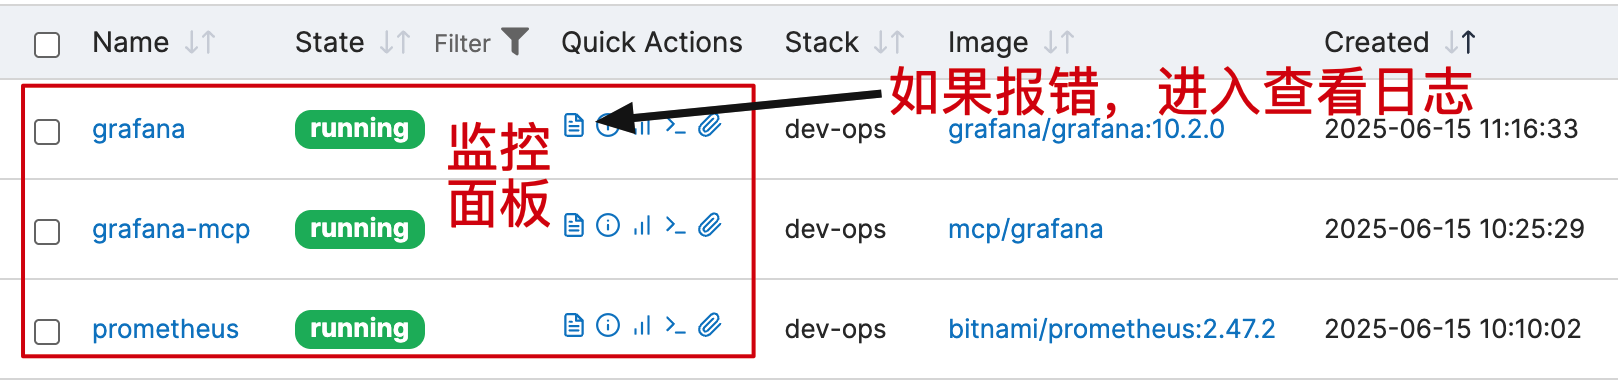 Name State Filter Quick Actions Stack Image Created
如果报错，进入查看日志
grafana running dev-ops grafana/grafana:10.2.0 2025-06-15 11:16:33
监控
面板
grafana-mcp running dev-ops mcp/grafana 2025-06-15 10:25:29
prometheus running dev-ops bitnami/prometheus:2.47.2 2025-06-15 10:10:02